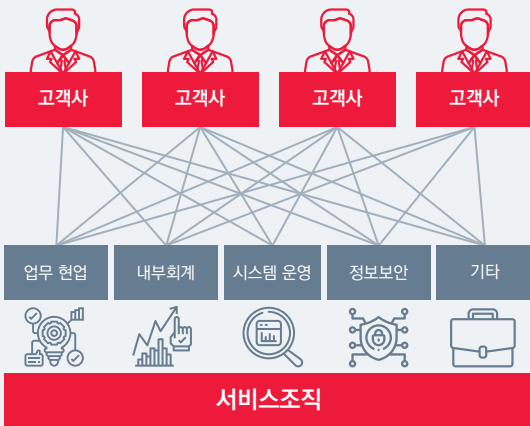 고객사
고객사
고객사
고객사
업무 현업
내부회계
시스템 운영
정보보안
기타
서비스조직